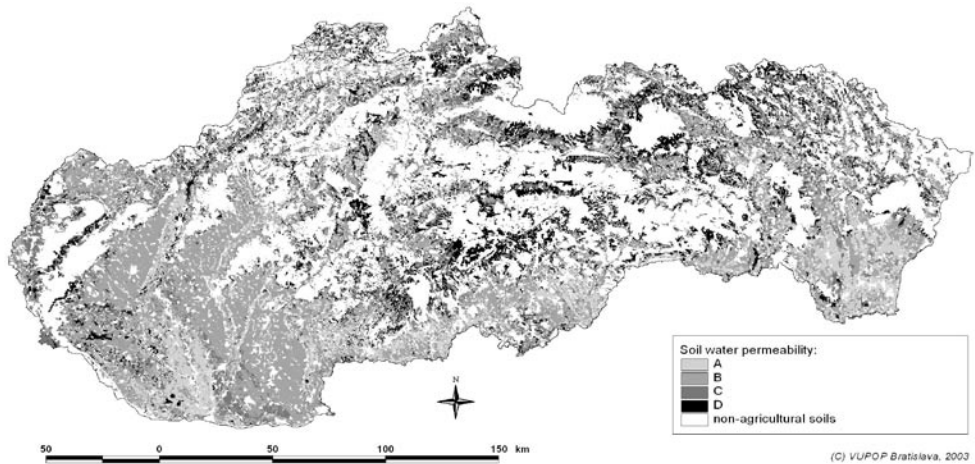 N
Soil water permeability:
A
B
C
D
non-agricultural soils
50 0 50 100 150 km
(C) VUPOP Bratislava, 2003